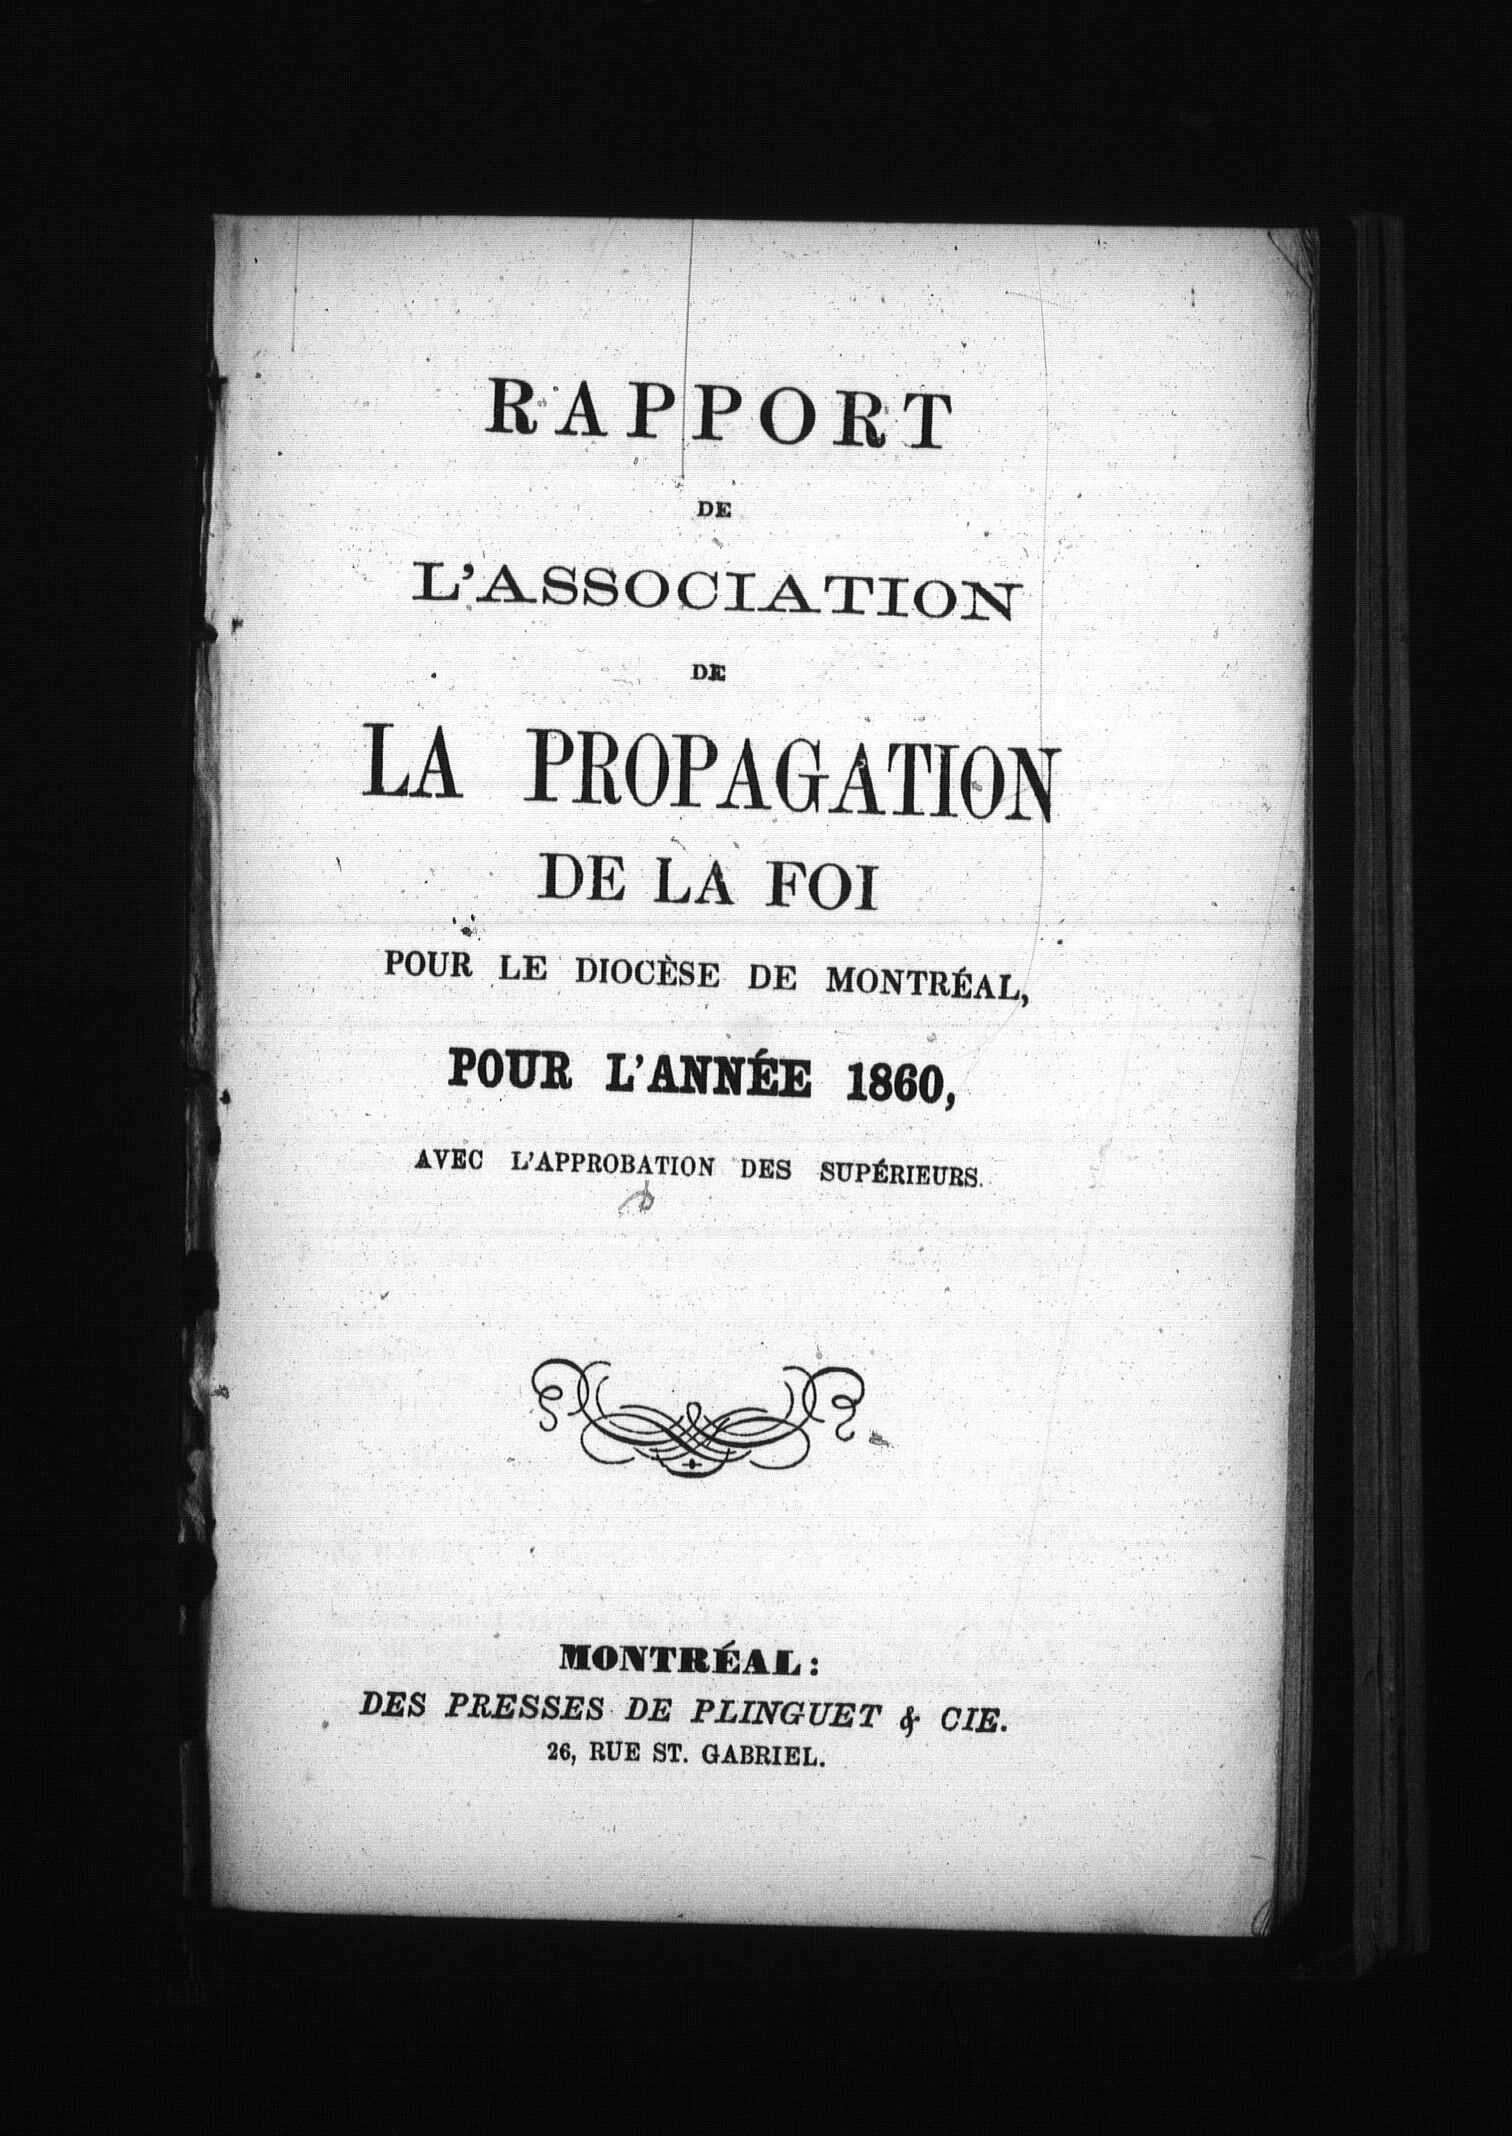 RAPPORT
DE
L'ASSOCIATION
DE
LA PROPAGATION
DE LA FOI
POUR LE DIOCÈSE DE MONTRÉAL,
POUR L'ANNÉE 1860,
AVEC L'APPROBATION DES SUPÉRIEURS.
MONTRÉAL:
DES PRESSES DE PLINGUET & CIE.
26, RUE ST. GABRIEL.